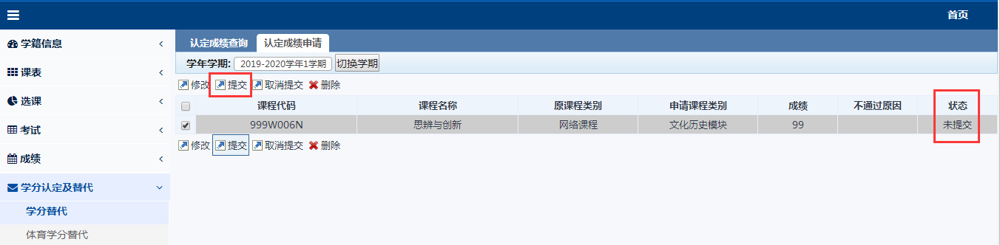 首页
学籍信息
课表
选课
考试
成绩
学分认定及替代
学分替代
体育学分替代
认定成绩查询 认定成绩申请
学年学期: 2019-2020学年1学期 切换学期
修改 提交 取消提交 删除
课程代码 课程名称 原课程类别 申请课程类别 成绩 不通过原因 状态
999W006N 思辨与创新 网络课程 文化历史模块 99 未提交
修改 提交 取消提交 删除